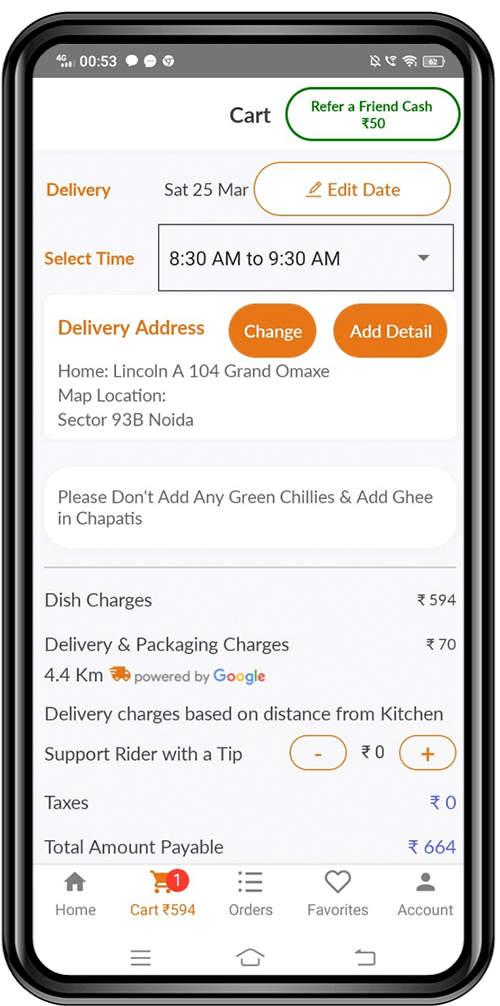 4G 00:53 62
Cart
Refer a Friend Cash
₹50
Delivery Sat 25 Mar Edit Date
Select Time 8:30 AM to 9:30 AM
Delivery Address Change Add Detail
Home: Lincoln A 104 Grand Omaxe
Map Location:
Sector 93B Noida
Please Don't Add Any Green Chillies & Add Ghee
in Chapatis
Dish Charges ₹ 594
Delivery & Packaging Charges ₹ 70
4.4 Km powered by Google
Delivery charges based on distance from Kitchen
Support Rider with a Tip - ₹ 0 +
Taxes ₹ 0
Total Amount Payable ₹ 664
1
Home Cart ₹594 Orders Favorites Account